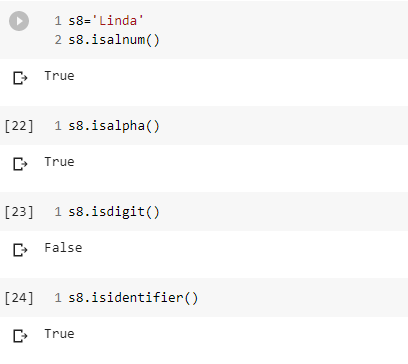 1 s8='Linda'
2 s8.isalnum()
True
[22] 1 s8.isalpha()
True
[23] 1 s8.isdigit()
False
[24] 1 s8.isidentifier()
True